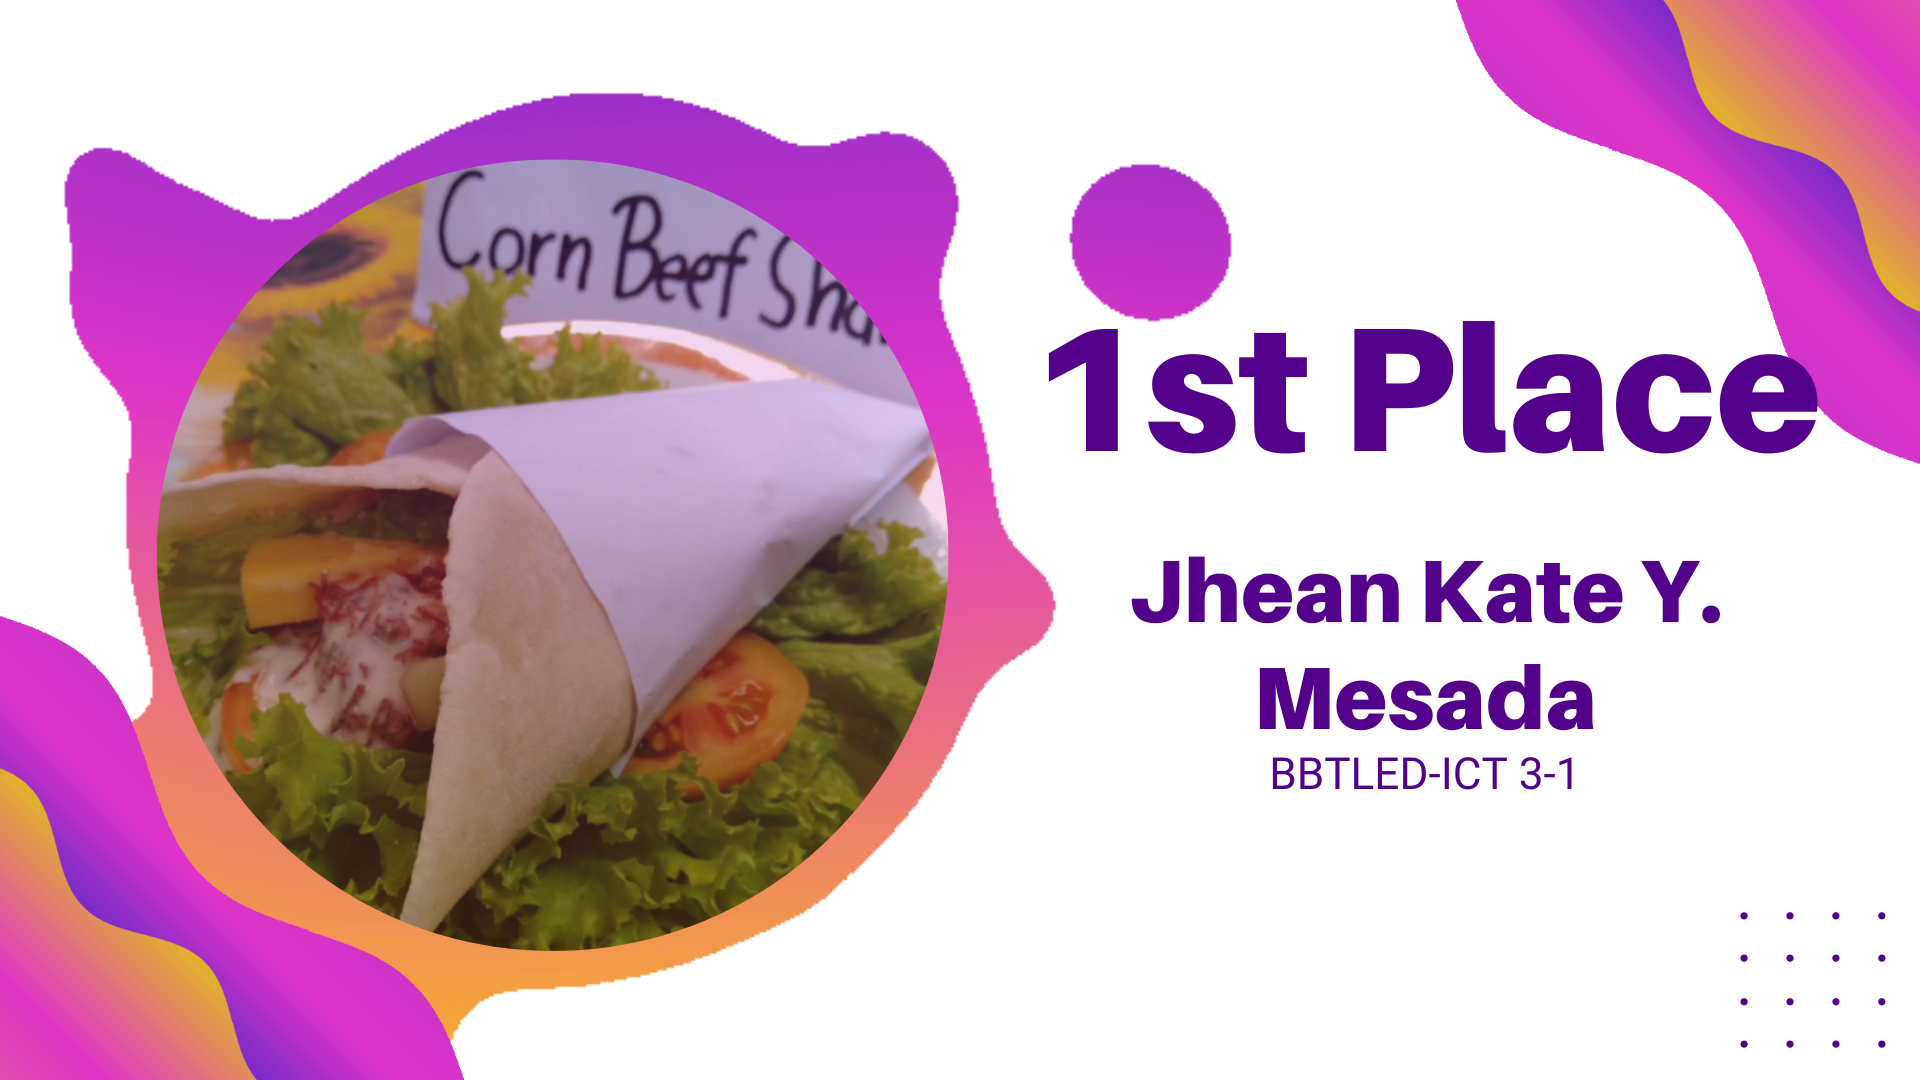 Corn Beef
1st Place
Jhean Kate Y.
Mesada
BBTLED-ICT 3-1